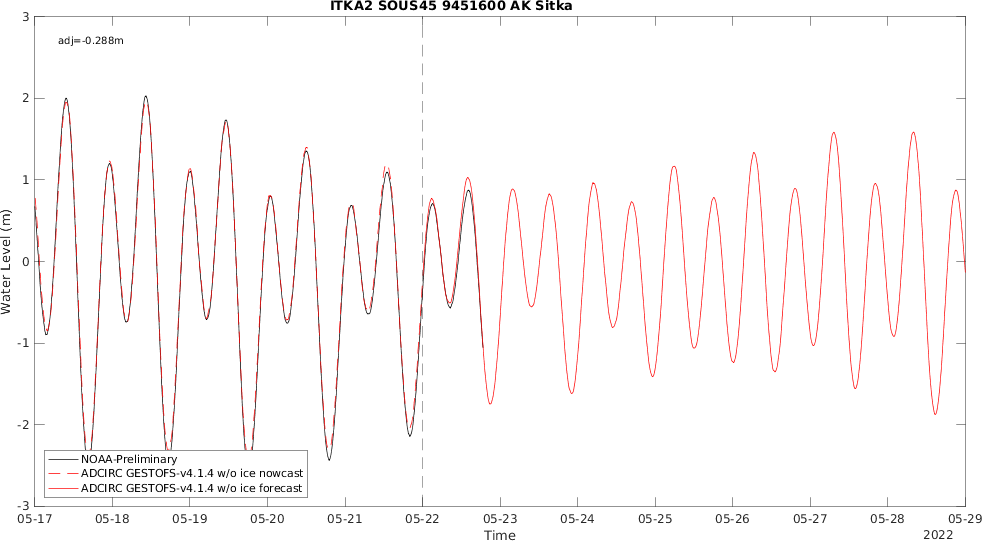 ITKA2 SOUS45 9451600 AK Sitka
adj=-0.288m
3
2
1
0
-1
-2
-3
Water Level (m)
NOAA-Preliminary
ADCIRC GESTOFS-v4.1.4 w/o ice nowcast
ADCIRC GESTOFS-v4.1.4 w/o ice forecast
05-17 05-18 05-19 05-20 05-21 05-22 05-23 05-24 05-25 05-26 05-27 05-28 05-29
Time
2022